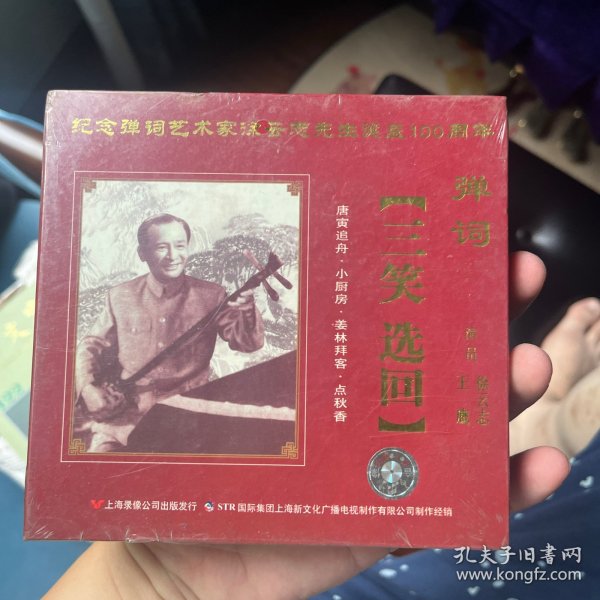 纪念弹词艺术家徐云志先生诞辰100周年
弹词
【三笑 选回】
唐寅追舟·小厨房·姜林拜客·点秋香
演员
徐云志
王鹰
上海录像公司出版发行
STR 国际集团上海新文化广播电视制作有限公司制作经销
孔夫子旧书网
www.kongfz.com